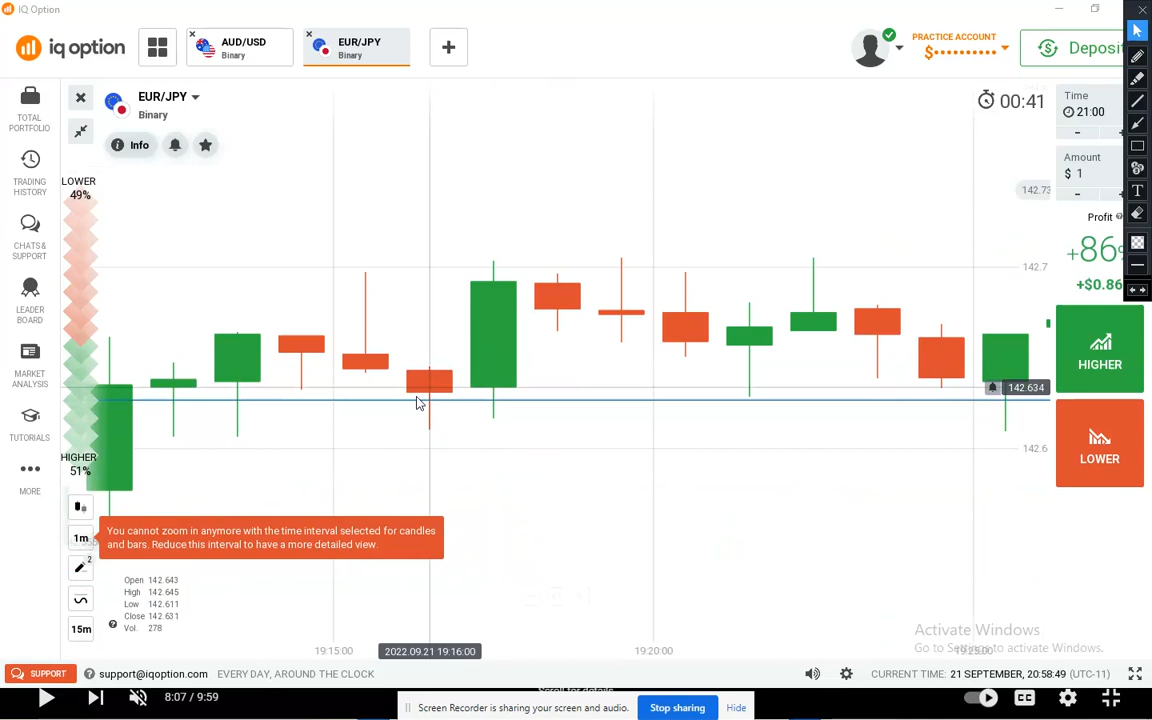 IQ Option
iq option
AUD/USD
Binary
EUR/JPY
Binary
PRACTICE ACCOUNT
$••••••••••
TOTAL
PORTFOLIO
TRADING
HISTORY
CHATS &
SUPPORT
LEADER
BOARD
MARKET
ANALYSIS
TUTORIALS
MORE
EUR/JPY
Binary
Info
00:41
LOWER
49%
HIGHER
51%
142.7
142.634
142.6
Time
21:00
Amount
$ 1
Profit
+$0.86
HIGHER
LOWER
1m
2
You cannot zoom in anymore with the time interval selected for candles
and bars. Reduce this interval to have a more detailed view.
15m
Open 142.643
High 142.645
Low 142.611
Close 142.631
Vol. 278
19:15:00
2022.09.21 19:16:00
19:20:00
Activate Windows
Go to Settings to activate Windows.
SUPPORT
support@iqoption.com
EVERY DAY, AROUND THE CLOCK
CURRENT TIME: 21 SEPTEMBER, 20:58:49 (UTC-11)
8:07 / 9:59
Scroll for details
CC
Screen Recorder is sharing your screen and audio.
Stop sharing
Hide